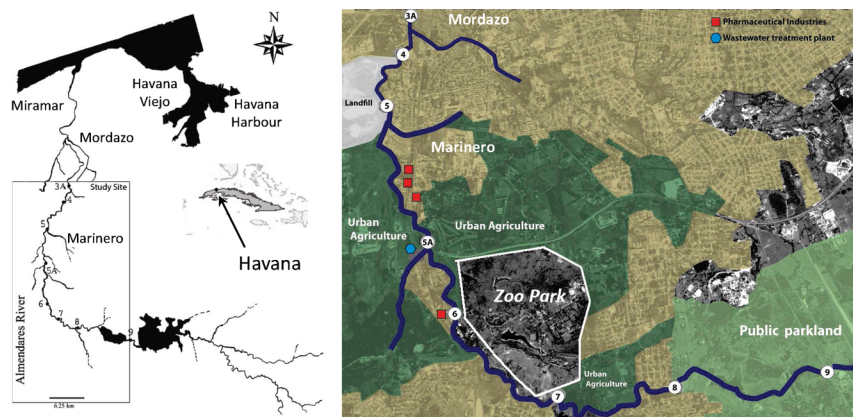 N
Miramar
Havana
Viejo
Havana
Harbour
Mordazo
3A
Study Site
4
5
Marinero
5A
6
7
8
9
Almendares River
6.25 km
Havana
3A
Mordazo
Pharmaceutical Industries
Wastewater treatment plant
4
Landfill
5
Marinero
Urban
Agriculture
Urban Agriculture
5A
Zoo Park
6
Public parkland
Urban
Agriculture
7
8
9